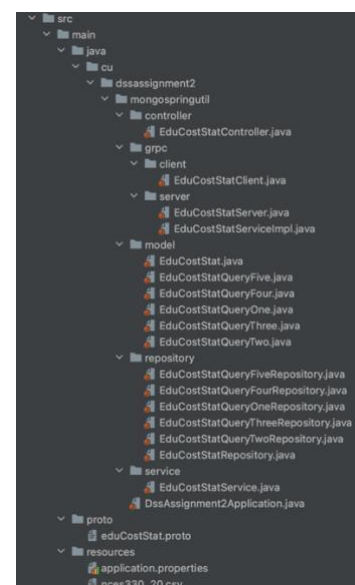 src
main
java
cu
dssassignment2
mongospringutil
controller
EduCostStatController.java
grpc
client
EduCostStatClient.java
server
EduCostStatServer.java
EduCostStatServiceImpl.java
model
EduCostStat.java
EduCostStatQueryFive.java
EduCostStatQueryFour.java
EduCostStatQueryOne.java
EduCostStatQueryThree.java
EduCostStatQueryTwo.java
repository
EduCostStatQueryFiveRepository.java
EduCostStatQueryFourRepository.java
EduCostStatQueryOneRepository.java
EduCostStatQueryThreeRepository.java
EduCostStatQueryTwoRepository.java
EduCostStatRepository.java
service
EduCostStatService.java
DssAssignment2Application.java
proto
eduCostStat.proto
resources
application.properties
nces330_20.csv